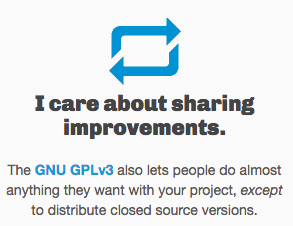 I care about sharing
improvements.
The GNU GPLv3 also lets people do almost
anything they want with your project, except
to distribute closed source versions.